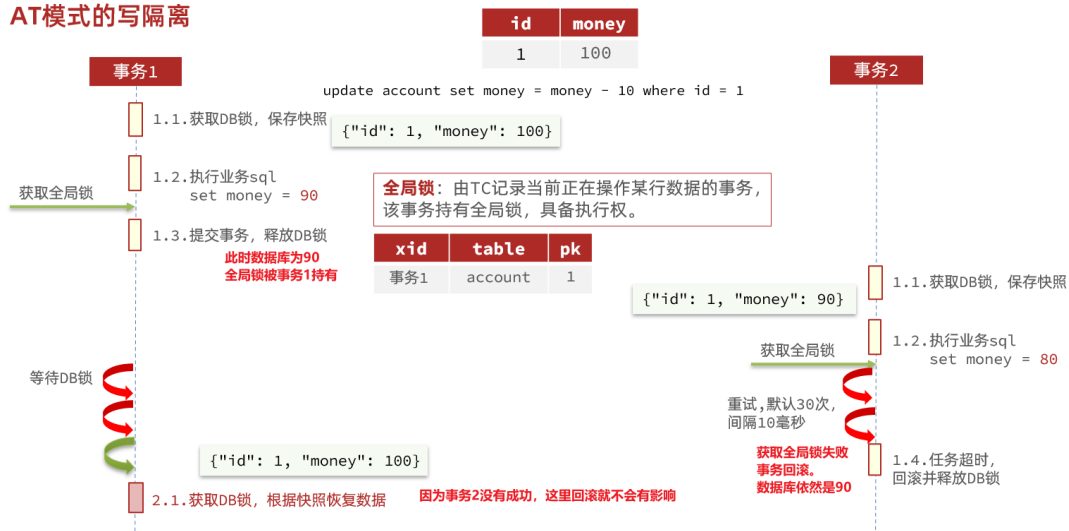 AT模式的写隔离
id money
1 100
事务1
事务2
update account set money = money - 10 where id = 1
1.1.获取DB锁，保存快照
{"id": 1, "money": 100}
1.2.执行业务sql
set money = 90
获取全局锁
全局锁：由TC记录当前正在操作某行数据的事务，
该事务持有全局锁，具备执行权。
1.3.提交事务，释放DB锁
此时数据库为90
全局锁被事务1持有
xid table pk
事务1 account 1
1.1.获取DB锁，保存快照
{"id": 1, "money": 90}
1.2.执行业务sql
set money = 80
获取全局锁
等待DB锁
重试,默认30次，
间隔10毫秒
获取全局锁失败
事务回滚。
数据库依然是90
1.4.任务超时，
回滚并释放DB锁
{"id": 1, "money": 100}
2.1.获取DB锁，根据快照恢复数据
因为事务2没有成功，这里回滚就不会有影响